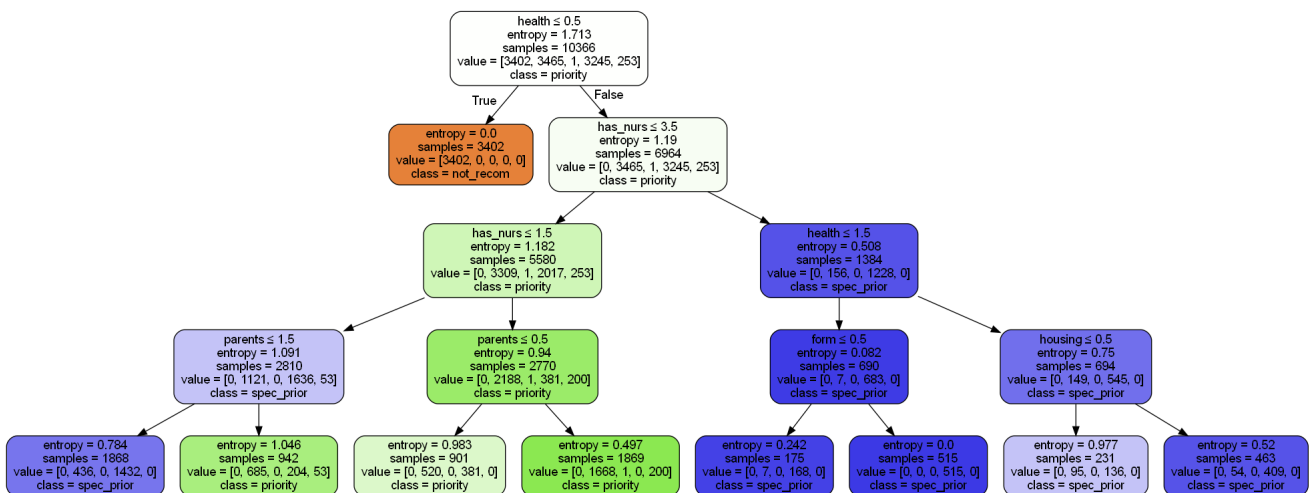 health ≤ 0.5
entropy = 1.713
samples = 10366
value = [3402, 3465, 1, 3245, 253]
class = priority
True
False
entropy = 0.0
samples = 3402
value = [3402, 0, 0, 0, 0]
class = not_recom
has_nurs ≤ 3.5
entropy = 1.19
samples = 6964
value = [0, 3465, 1, 3245, 253]
class = priority
has_nurs ≤ 1.5
entropy = 1.182
samples = 5580
value = [0, 3309, 1, 2017, 253]
class = priority
health ≤ 1.5
entropy = 0.508
samples = 1384
value = [0, 156, 0, 1228, 0]
class = spec_prior
parents ≤ 1.5
entropy = 1.091
samples = 2810
value = [0, 1121, 0, 1636, 53]
class = spec_prior
parents ≤ 0.5
entropy = 0.94
samples = 2770
value = [0, 2188, 1, 381, 200]
class = priority
form ≤ 0.5
entropy = 0.082
samples = 690
value = [0, 7, 0, 683, 0]
class = spec_prior
housing ≤ 0.5
entropy = 0.75
samples = 694
value = [0, 149, 0, 545, 0]
class = spec_prior
entropy = 0.784
samples = 1868
value = [0, 436, 0, 1432, 0]
class = spec_prior
entropy = 1.046
samples = 942
value = [0, 685, 0, 204, 53]
class = priority
entropy = 0.983
samples = 901
value = [0, 520, 0, 381, 0]
class = priority
entropy = 0.497
samples = 1869
value = [0, 1668, 1, 0, 200]
class = priority
entropy = 0.242
samples = 175
value = [0, 7, 0, 168, 0]
class = spec_prior
entropy = 0.0
samples = 515
value = [0, 0, 0, 515, 0]
class = spec_prior
entropy = 0.977
samples = 231
value = [0, 95, 0, 136, 0]
class = spec_prior
entropy = 0.52
samples = 463
value = [0, 54, 0, 409, 0]
class = spec_prior